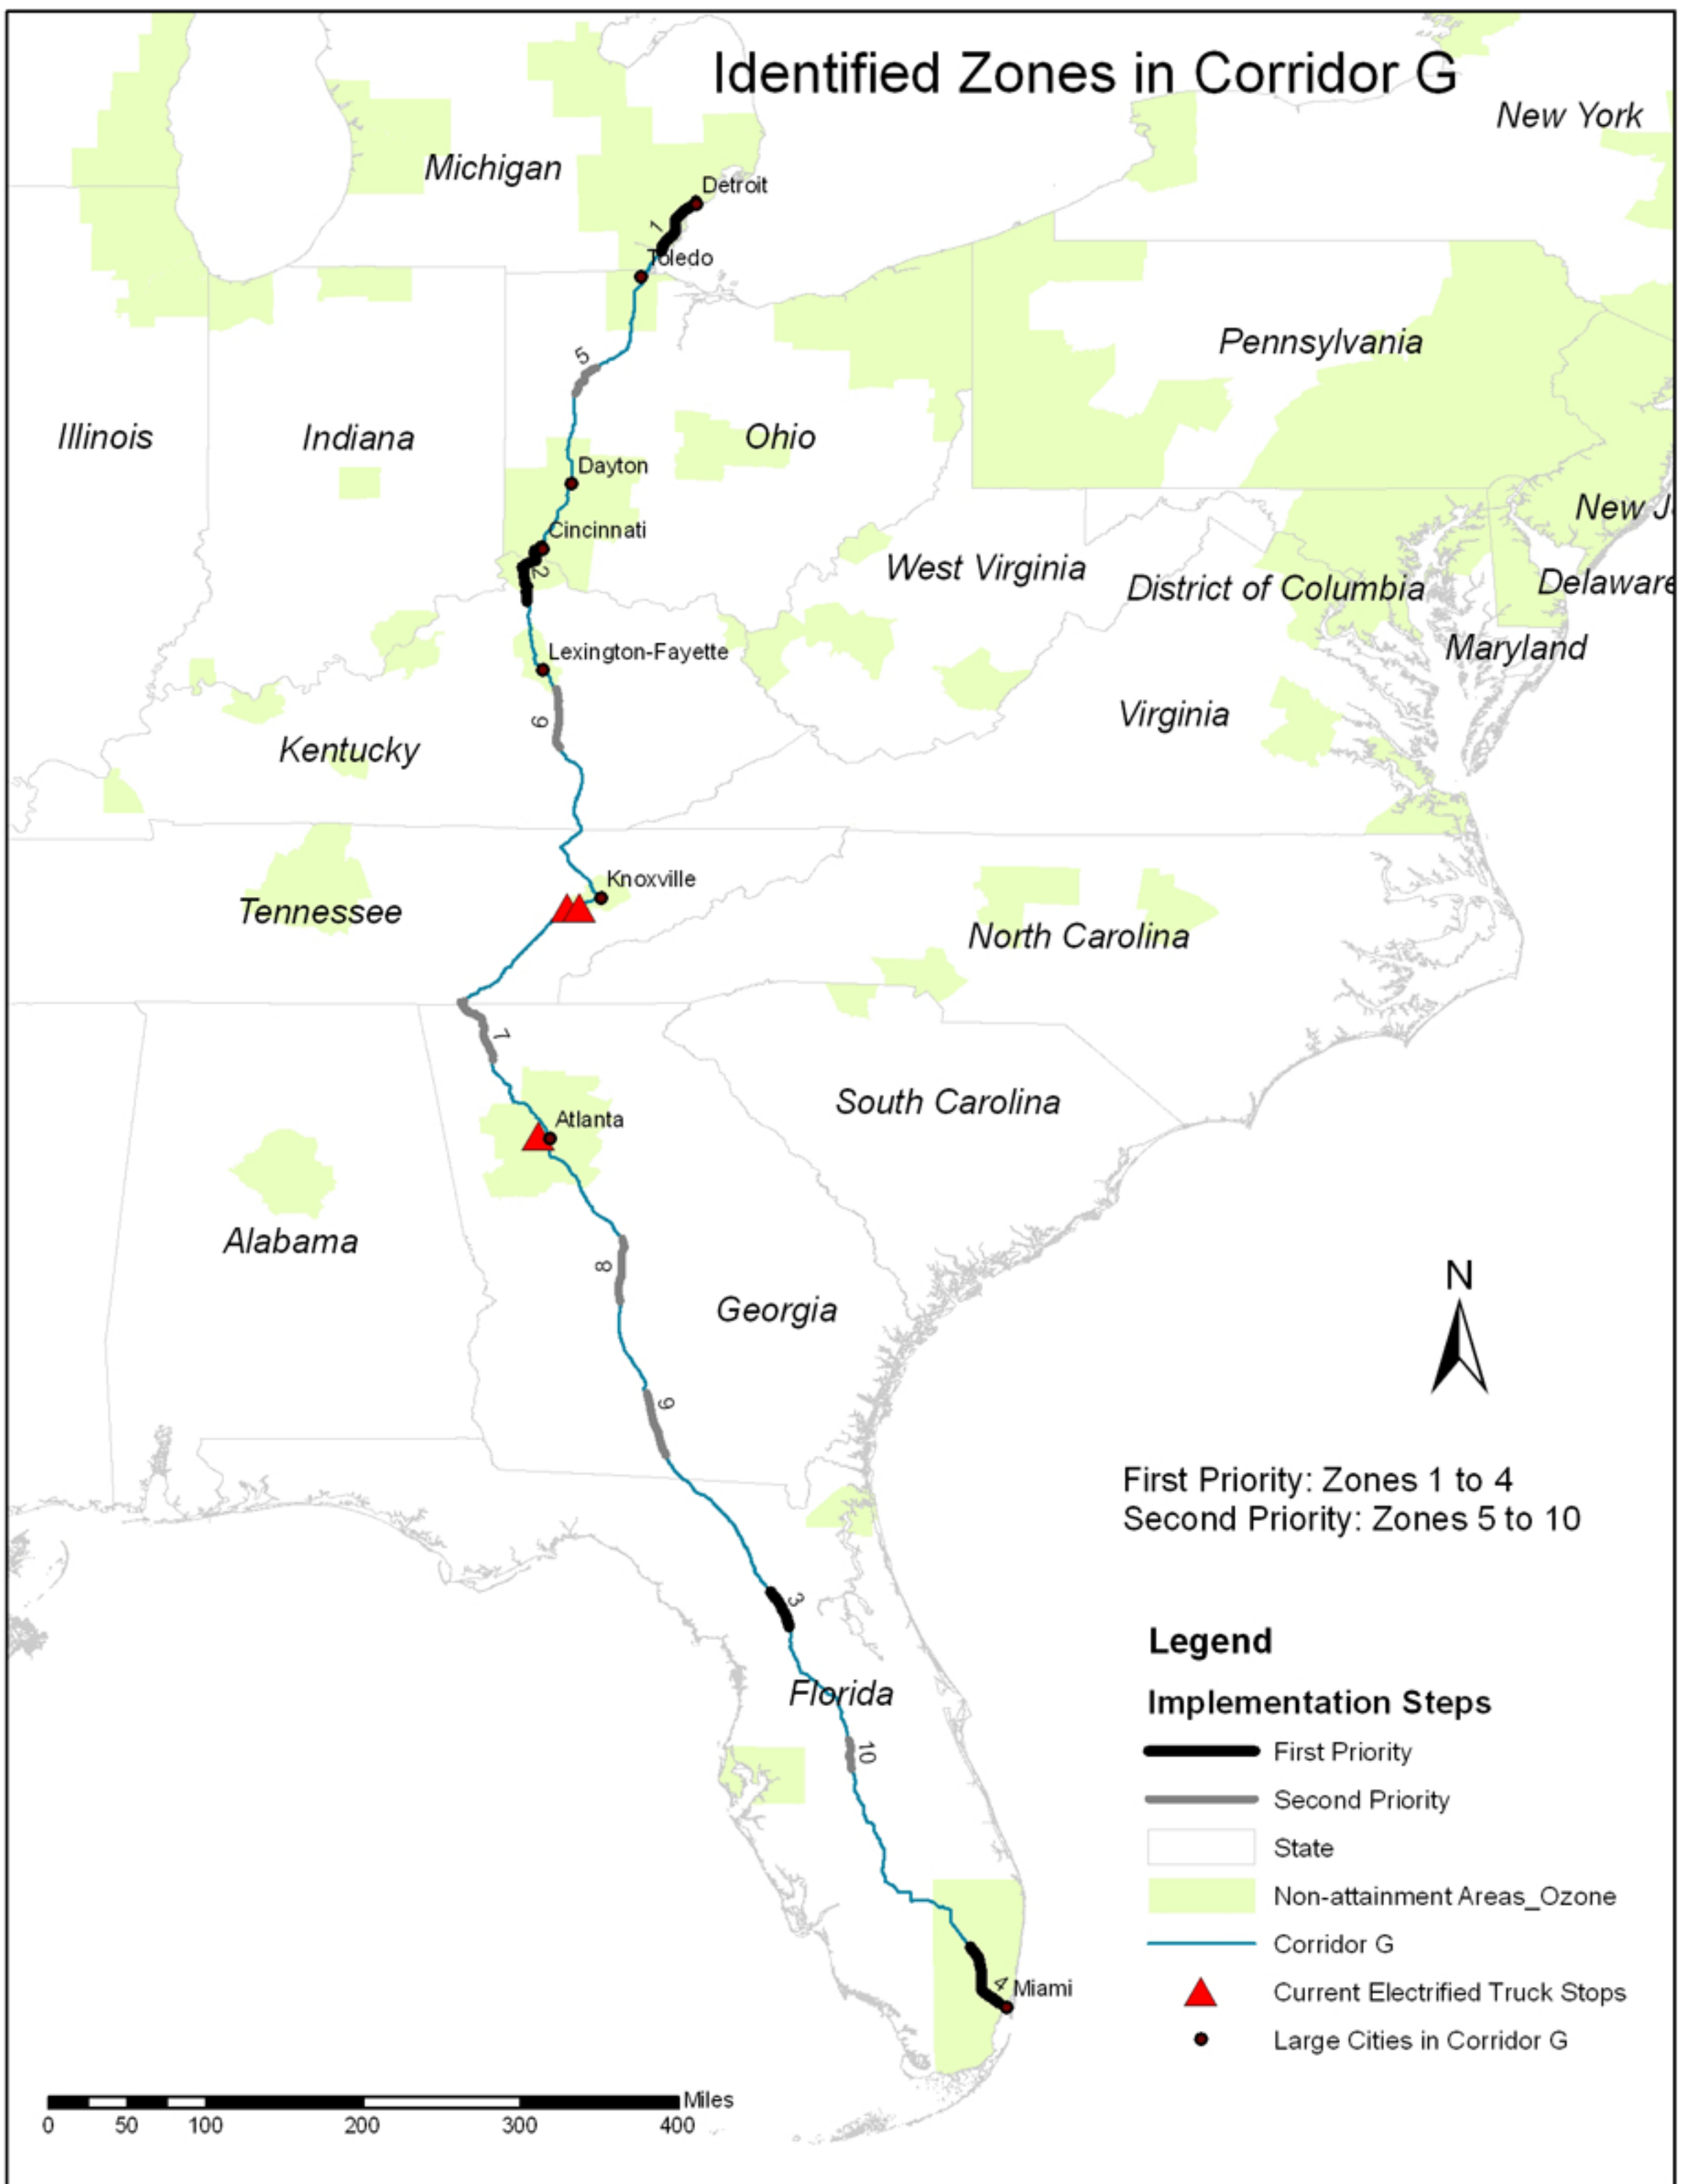 Identified Zones in Corridor G
New York
Michigan
Detroit
1
Toledo
Pennsylvania
5
Illinois
Indiana
Ohio
Dayton
New J
Cincinnati
2
West Virginia
District of Columbia
Delaware
Lexington-Fayette
Maryland
6
Virginia
Kentucky
Knoxville
Tennessee
North Carolina
7
South Carolina
Atlanta
Alabama
8
N
Georgia
9
First Priority: Zones 1 to 4
Second Priority: Zones 5 to 10
3
Florida
10
4
Miami
Legend
Implementation Steps
First Priority
Second Priority
State
Non-attainment Areas_Ozone
Corridor G
Current Electrified Truck Stops
Large Cities in Corridor G
Miles
0 50 100 200 300 400